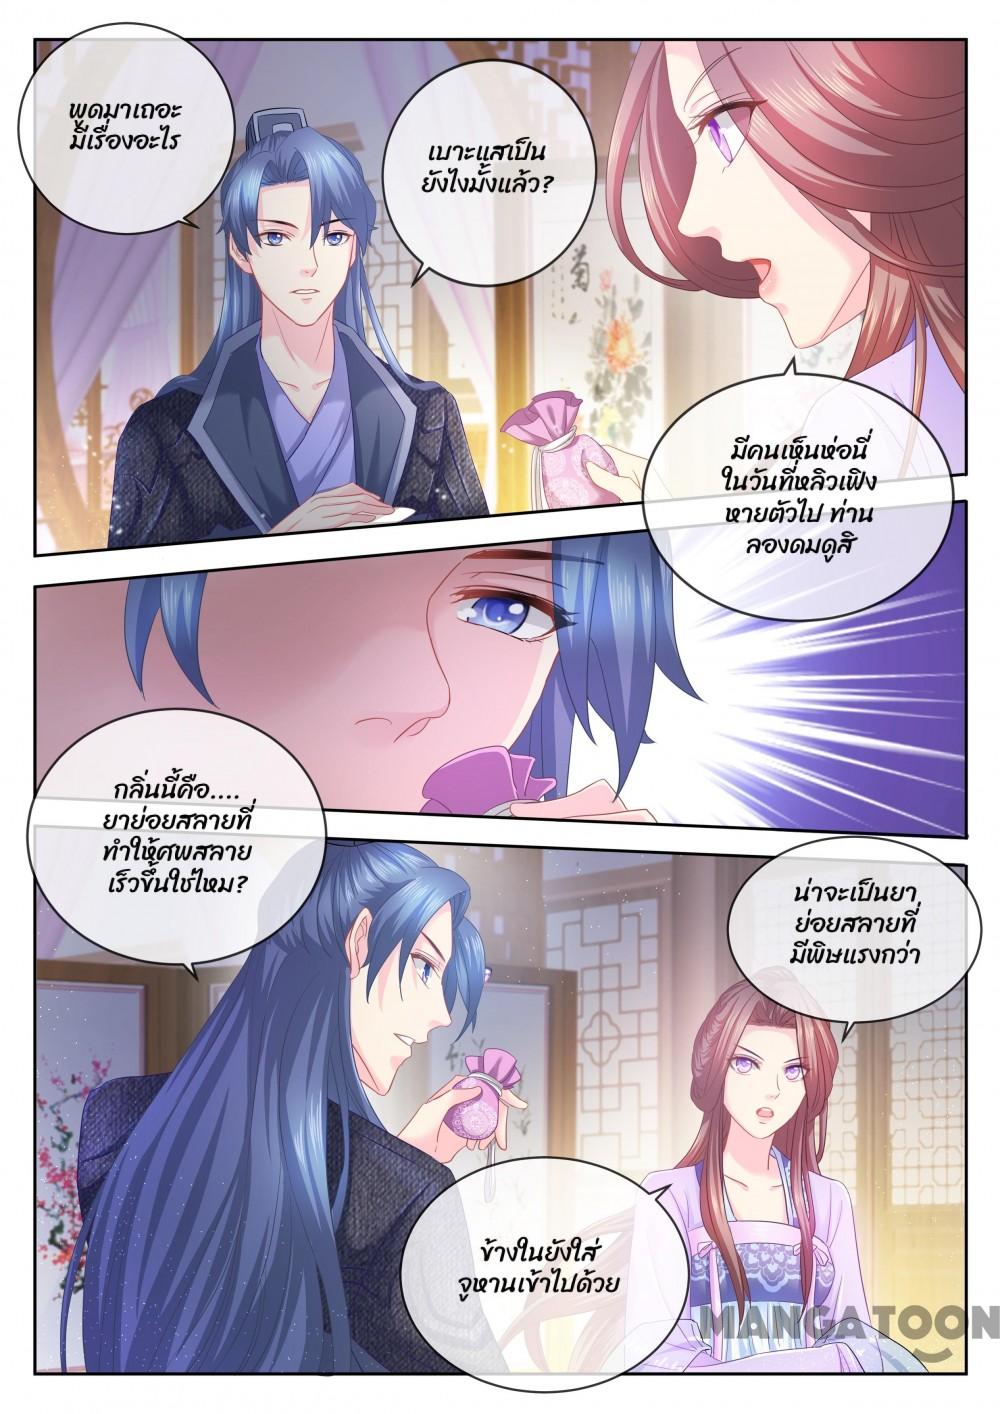 พูดมาเถอะ
มีเรื่องอะไร
เบาะแสเป็น
ยังไงมั้งแล้ว?
菊
มีคนเห็นห่อนี่
ในวันที่หลิวเฟิง
หายตัวไป ท่าน
ลองดมดูสิ
กลิ่นนี้คือ....
ยาย่อยสลายที่
ทำให้ศพสลาย
เร็วขึ้นใช่ไหม?
น่าจะเป็นยา
ย่อยสลายที่
มีพิษแรงกว่า
ข้างในยังใส่
จูหานเข้าไปด้วย
MANGATOON